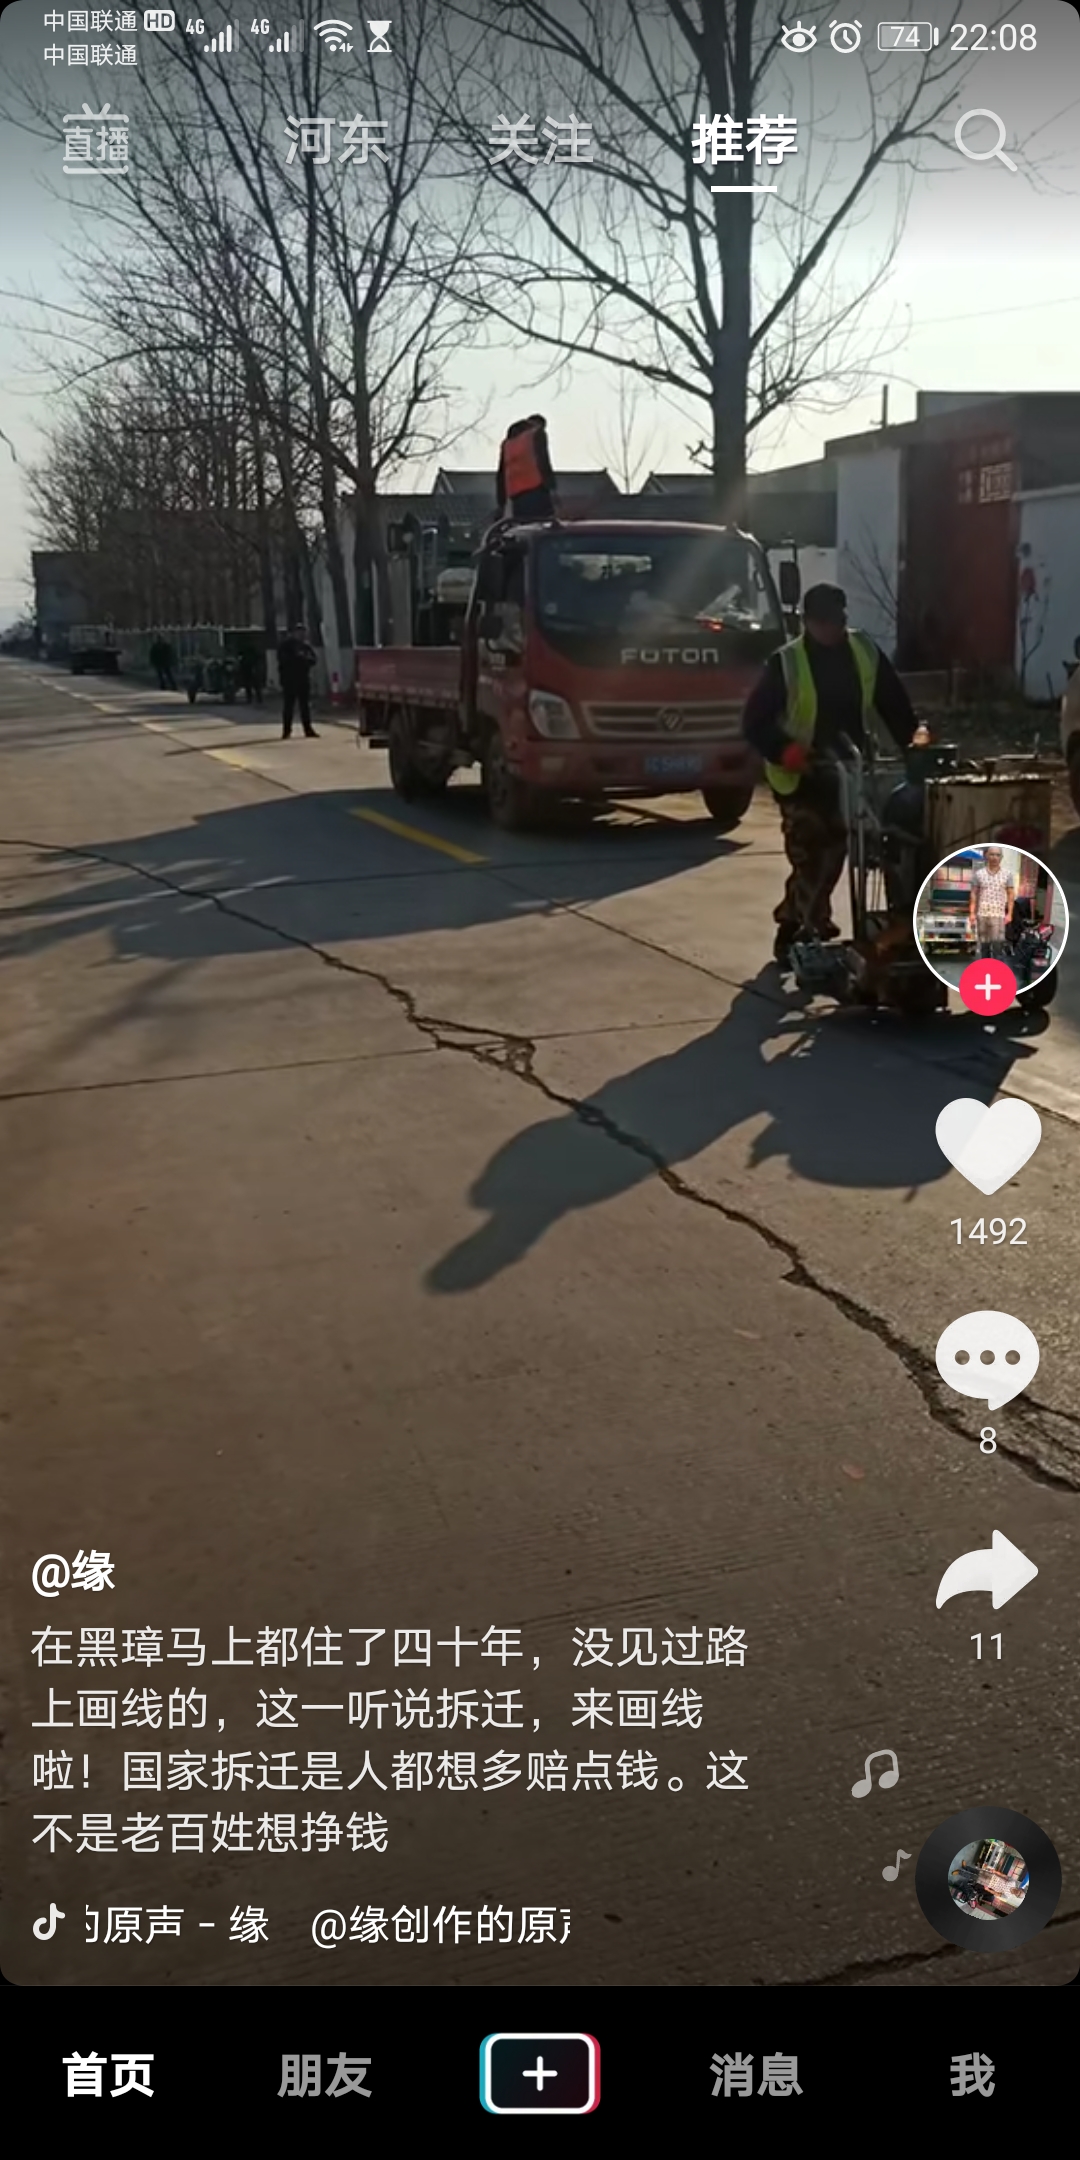 中国联通 HD 4G 4G 74 22:08
中国联通
直播 河东 关注 推荐
FOTON
1492
8
@缘
在黑璋马上都住了四十年，没见过路
11
上画线的，这一听说拆迁，来画线
啦！国家拆迁是人都想多赔点钱。这
不是老百姓想挣钱
的原声 - 缘 @缘创作的原声
首页 朋友 消息 我